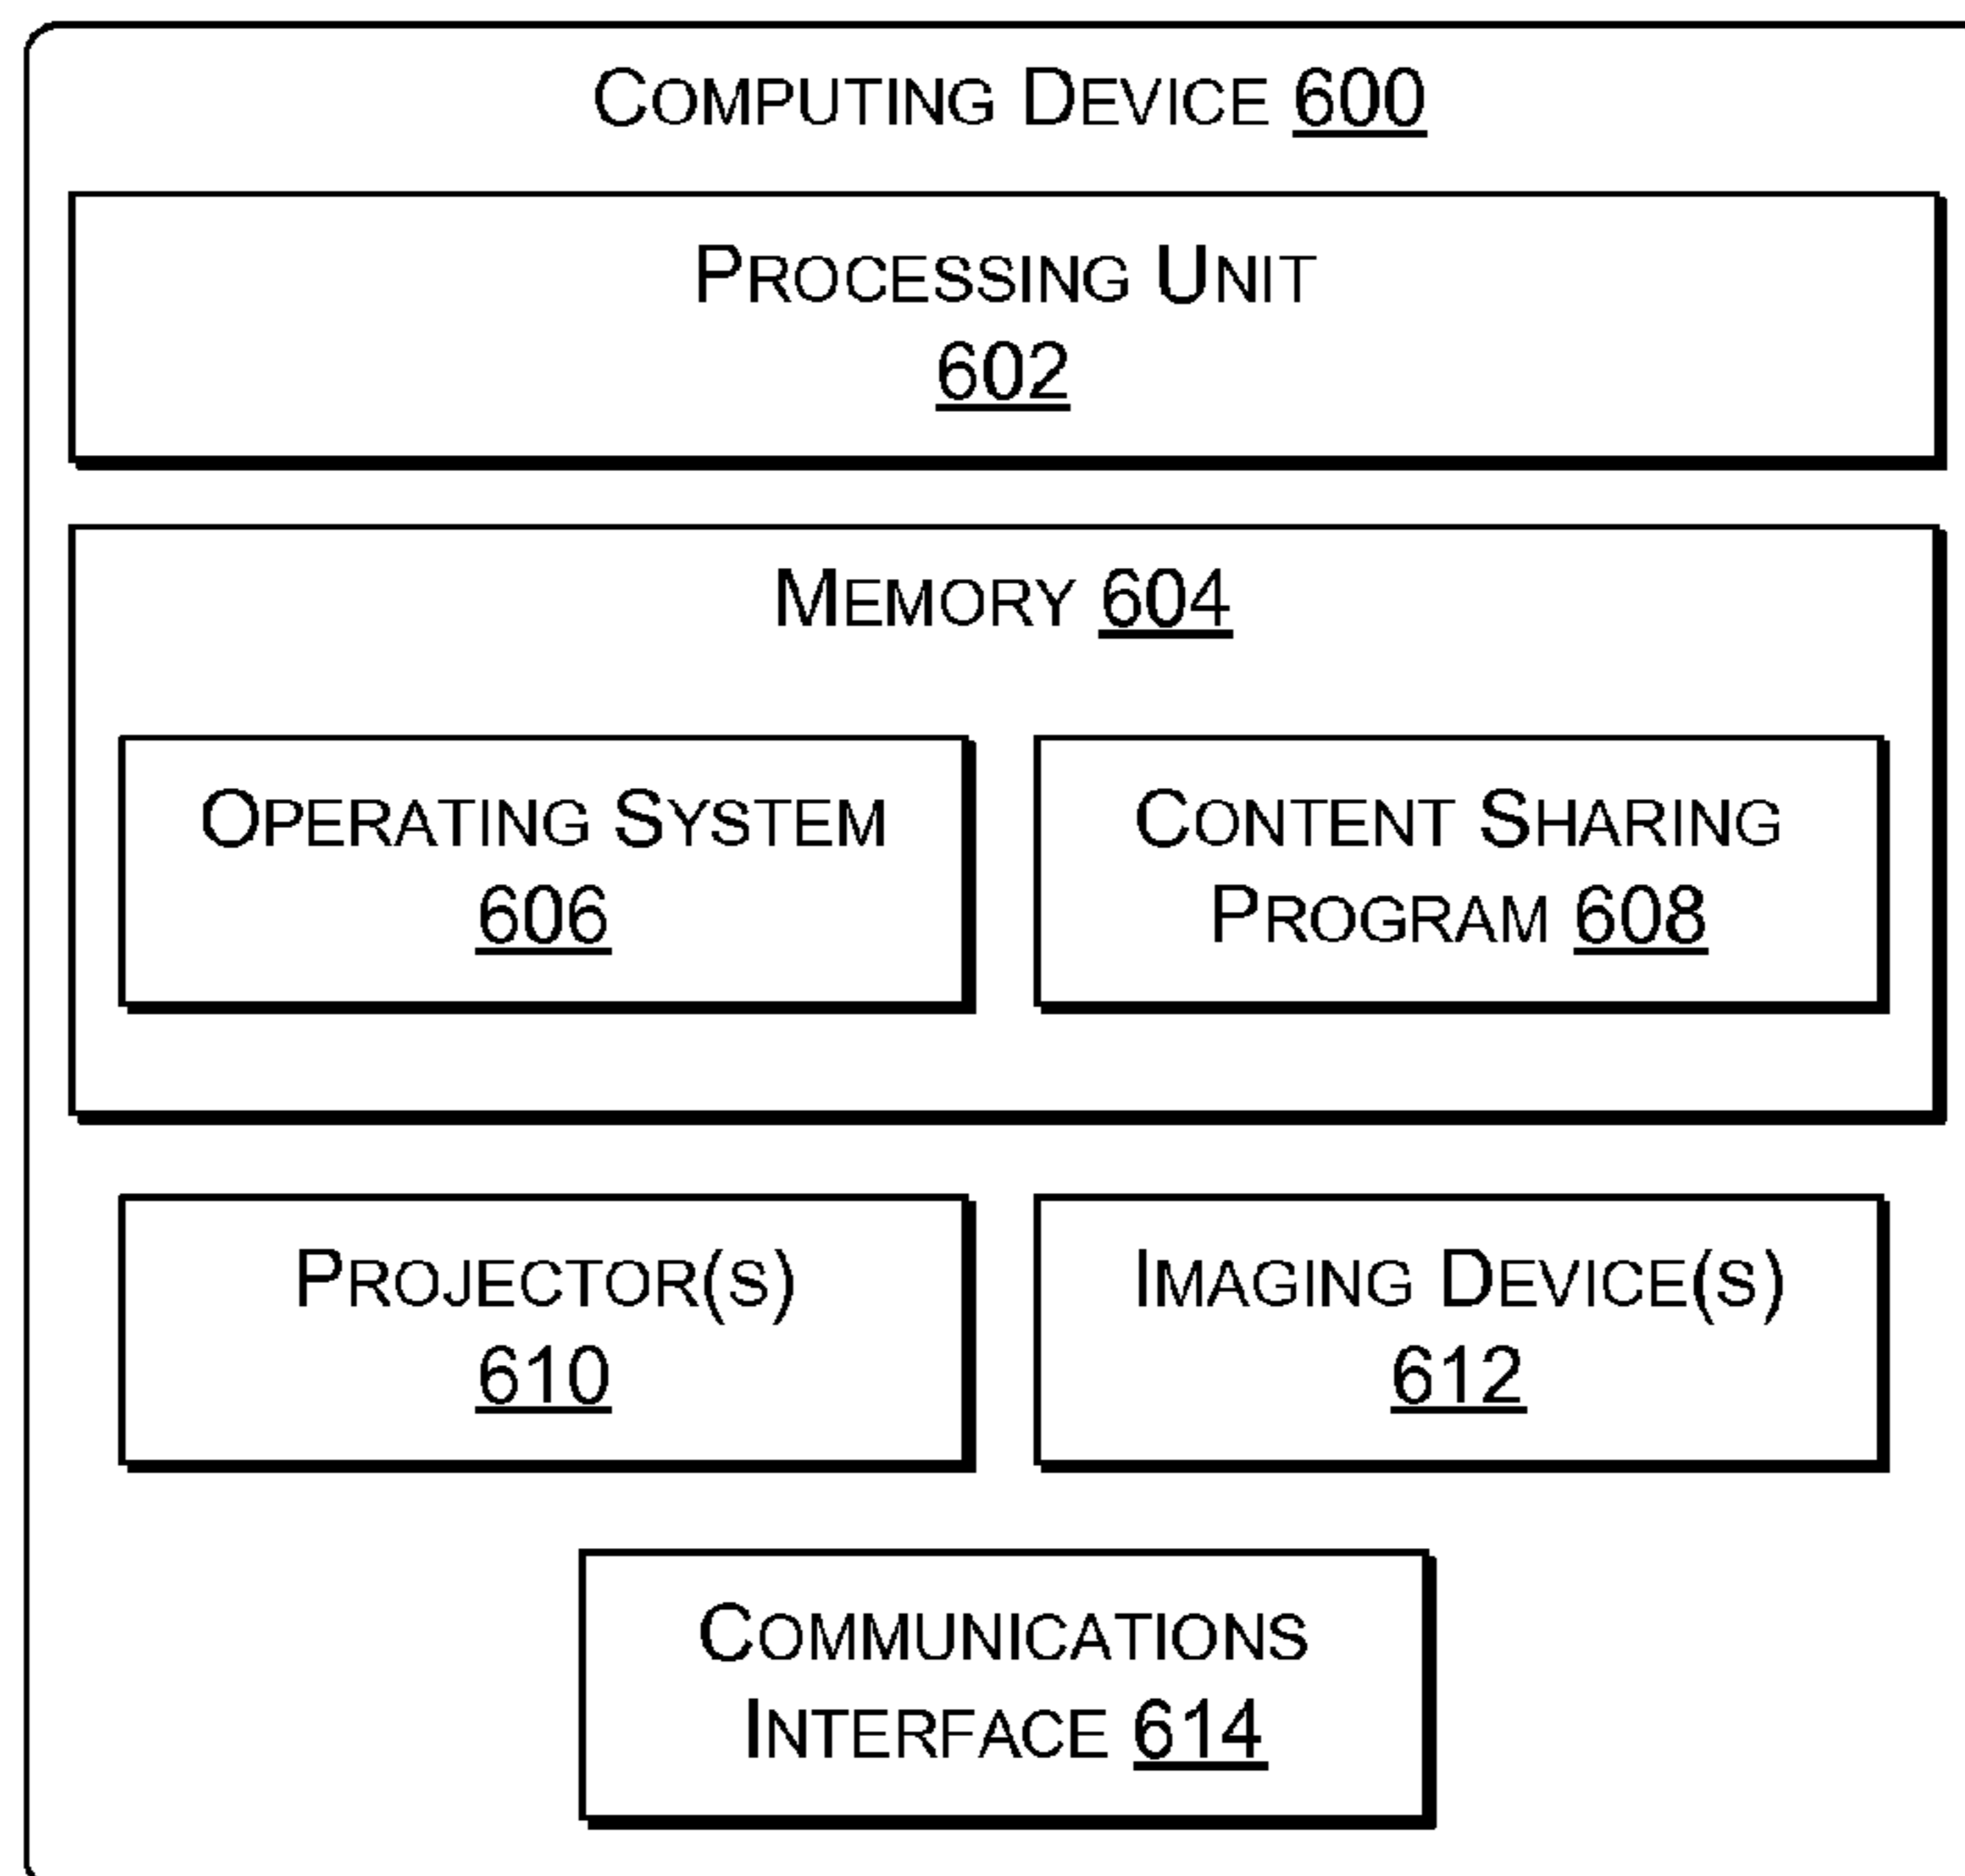 COMPUTING DEVICE 600
PROCESSING UNIT
602
MEMORY 604
OPERATING SYSTEM
606
CONTENT SHARING
PROGRAM 608
PROJECTOR(S)
610
IMAGING DEVICE(S)
612
COMMUNICATIONS
INTERFACE 614